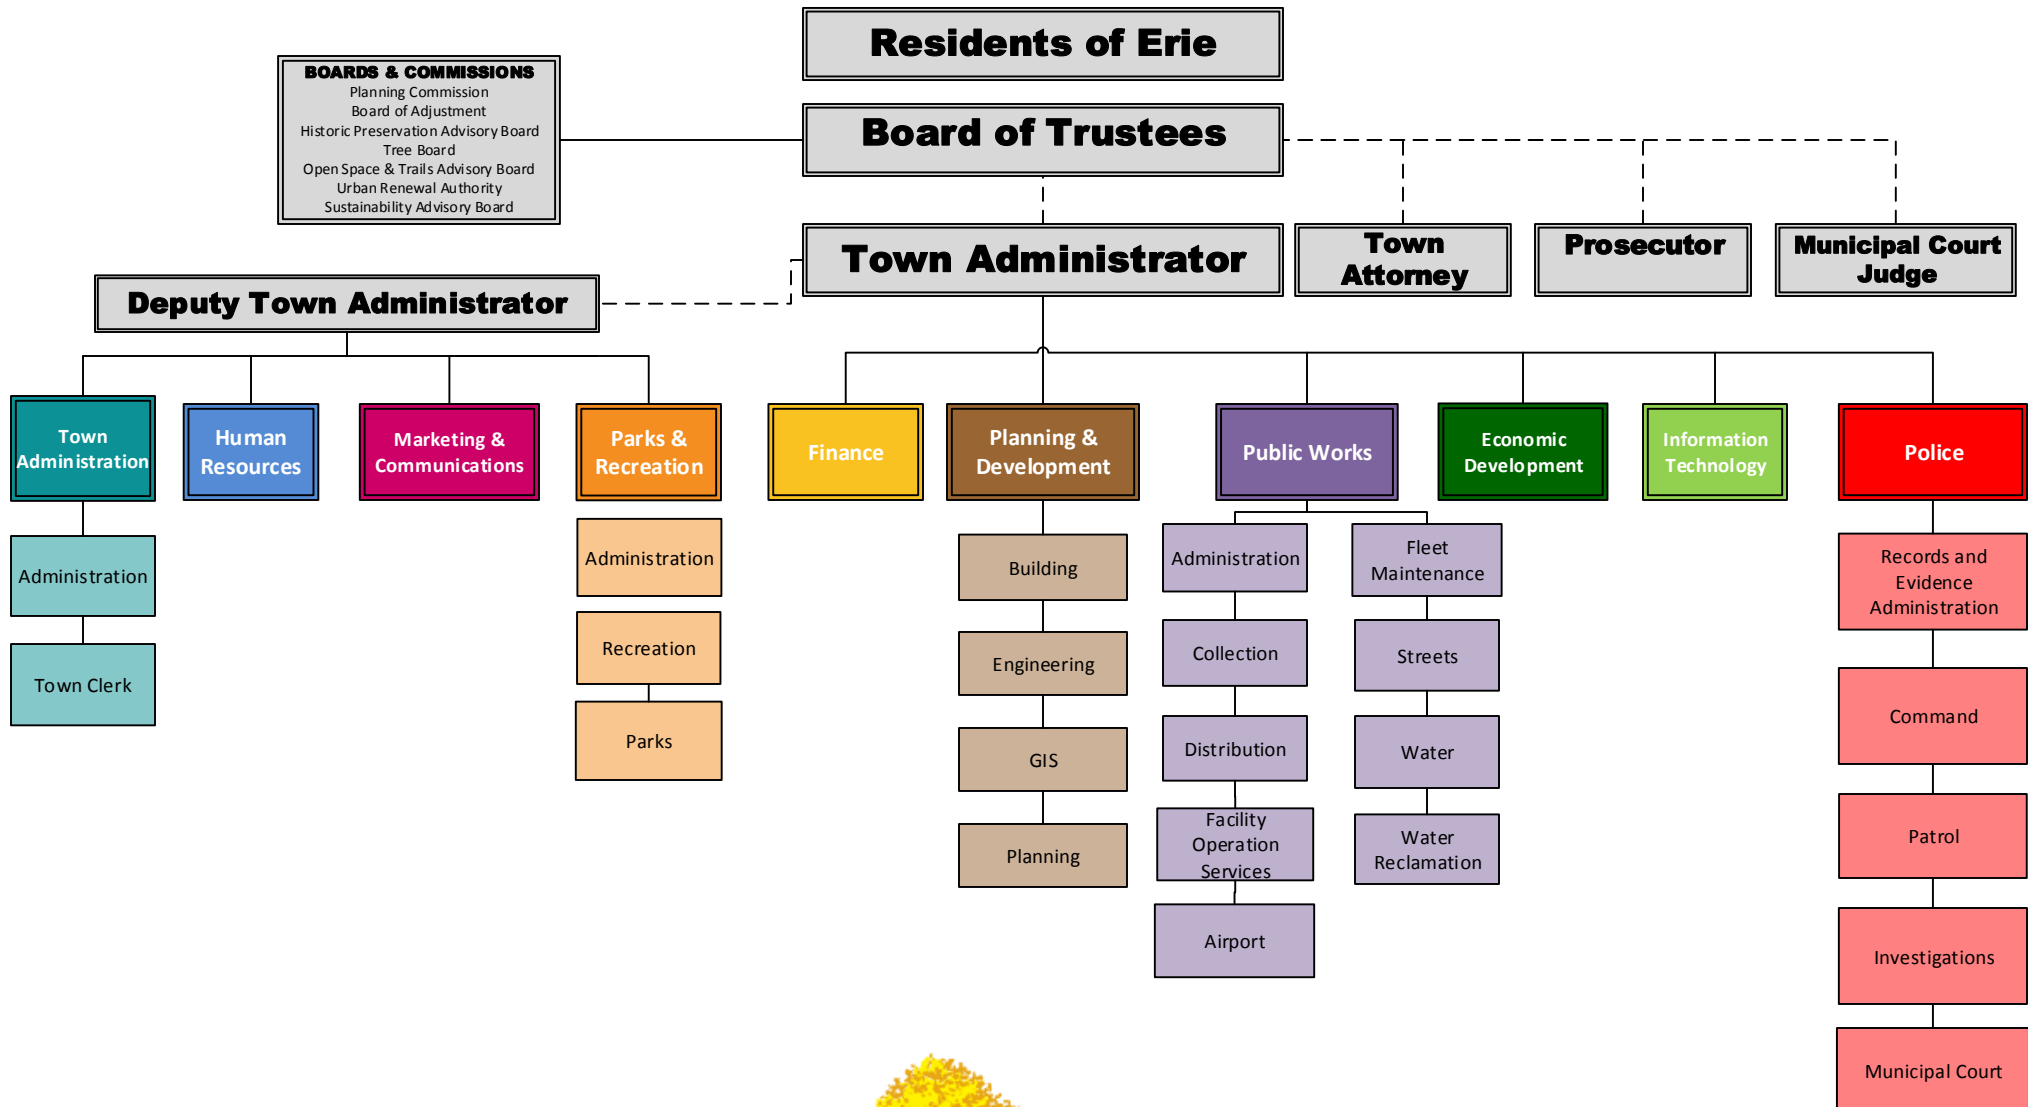 Residents of Erie
BOARDS & COMMISSIONS
Planning Commission
Board of Adjustment
Historic Preservation Advisory Board
Tree Board
Open Space & Trails Advisory Board
Urban Renewal Authority
Sustainability Advisory Board
Board of Trustees
Town Administrator
Town
Attorney
Prosecutor
Municipal Court
Judge
Deputy Town Administrator
Town
Administration
Human
Resources
Marketing &
Communications
Parks &
Recreation
Finance
Planning &
Development
Public Works
Economic
Development
Information
Technology
Police
Administration
Town Clerk
Administration
Recreation
Parks
Building
Engineering
GIS
Planning
Administration
Collection
Distribution
Facility
Operation
Services
Airport
Fleet
Maintenance
Streets
Water
Water
Reclamation
Records and
Evidence
Administration
Command
Patrol
Investigations
Municipal Court